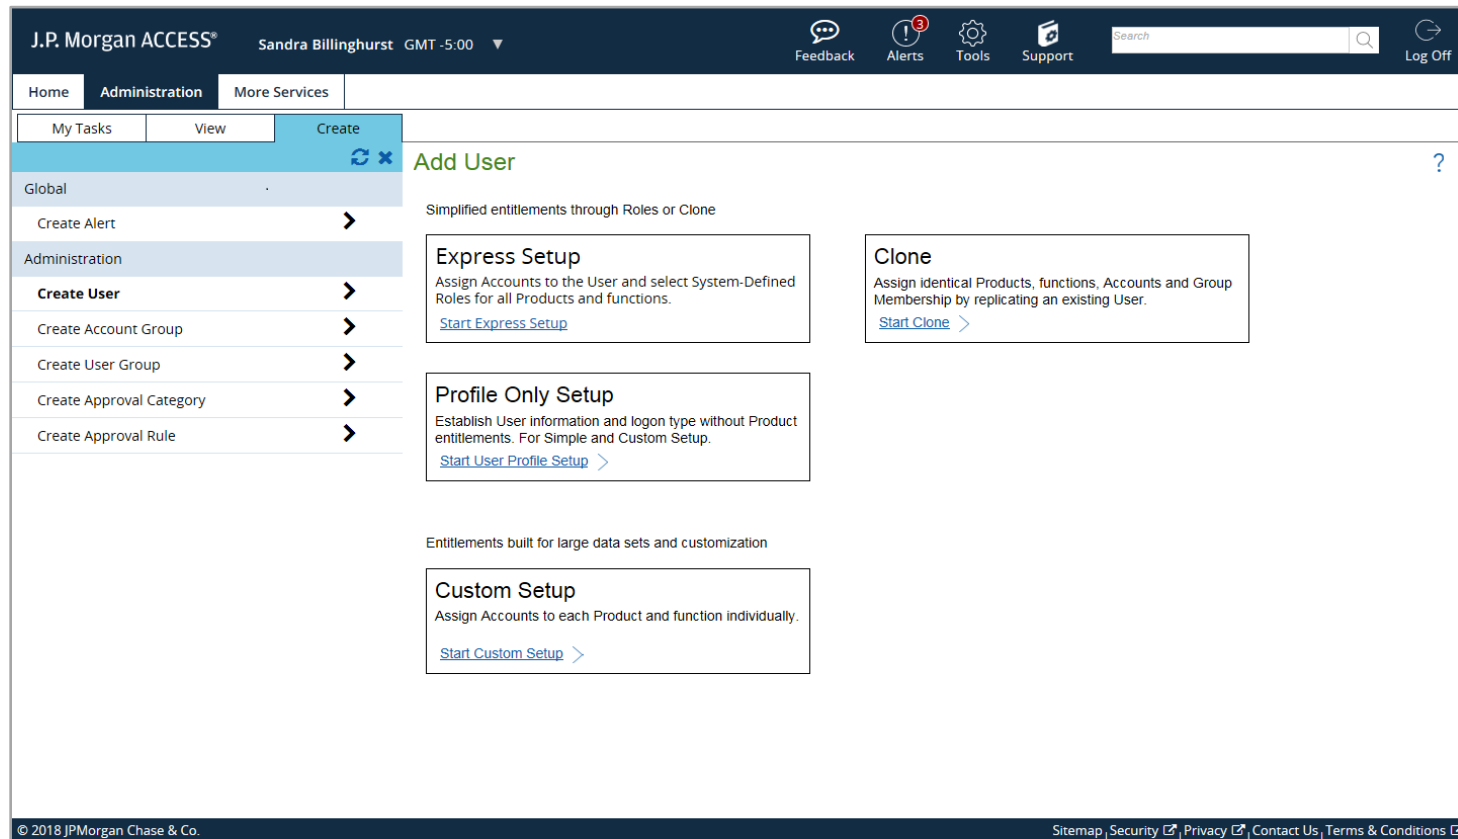 J.P. Morgan ACCESS®
Sandra Billinghurst GMT -5:00 ▼
3
Feedback Alerts Tools Support Search Log Off
Home Administration More Services
My Tasks View Create
Add User ?
Global
Simplified entitlements through Roles or Clone
Create Alert
Administration
Create User
Create Account Group
Create User Group
Create Approval Category
Create Approval Rule
Express Setup
Assign Accounts to the User and select System-Defined
Roles for all Products and functions.
Start Express Setup
Clone
Assign identical Products, functions, Accounts and Group
Membership by replicating an existing User.
Start Clone
Profile Only Setup
Establish User information and logon type without Product
entitlements. For Simple and Custom Setup.
Start User Profile Setup
Entitlements built for large data sets and customization
Custom Setup
Assign Accounts to each Product and function individually.
Start Custom Setup
© 2018 JPMorgan Chase & Co.
Sitemap | Security | Privacy | Contact Us | Terms & Conditions